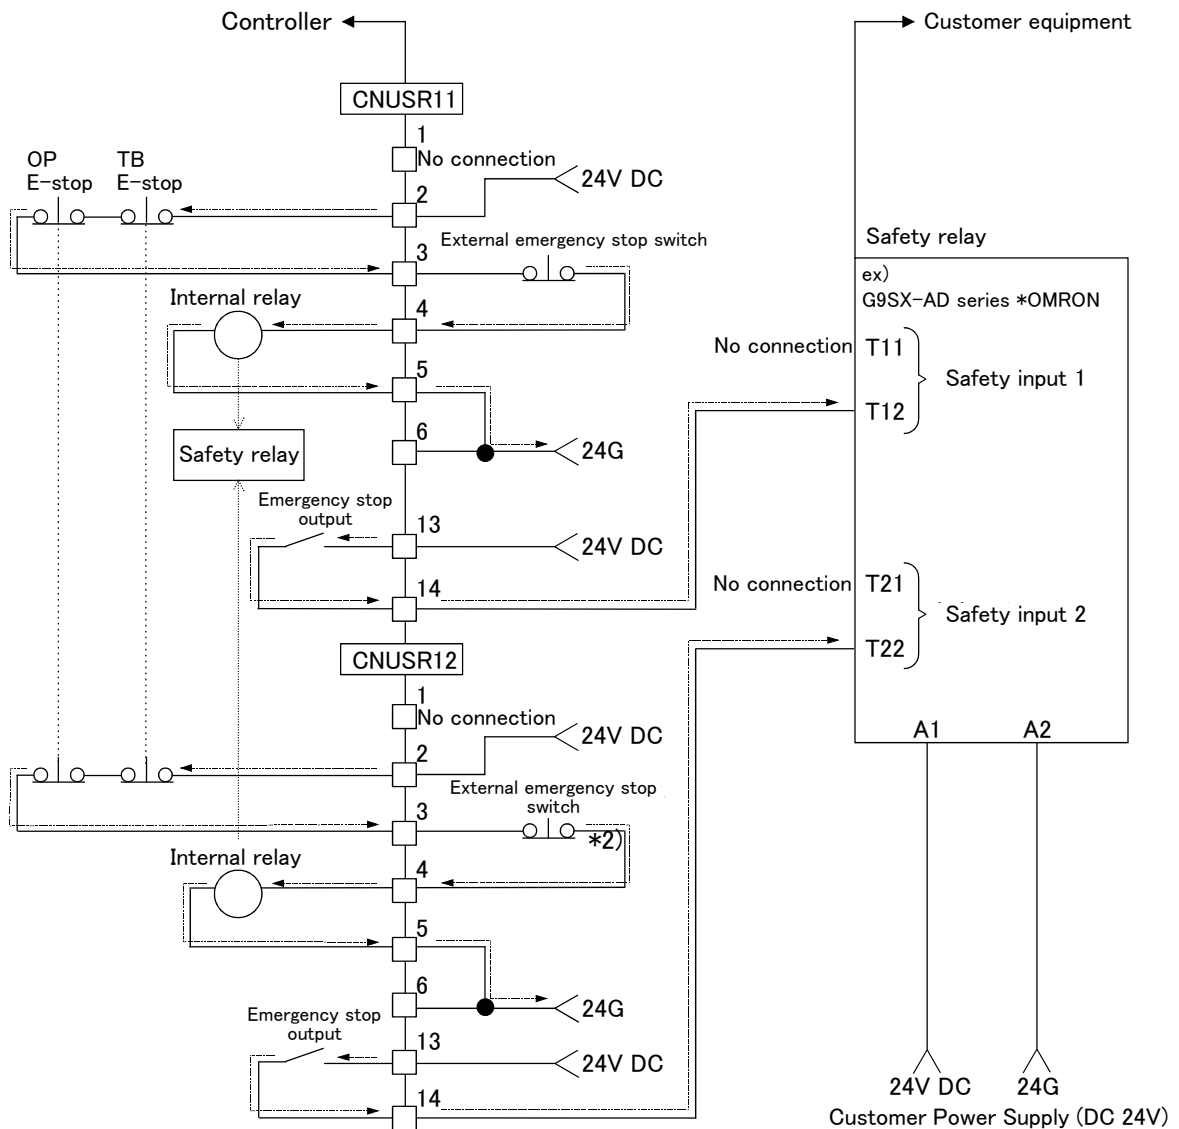 Controller
Customer equipment
CNUSR11
1
No connection
24V DC
OP
E-stop
TB
E-stop
2
3
External emergency stop switch
Internal relay
4
5
6
24G
Safety relay
Emergency stop
output
13
24V DC
14
Safety relay
ex)
G9SX-AD series *OMRON
No connection
T11
T12
Safety input 1
No connection
T21
T22
Safety input 2
A1
A2
CNUSR12
1
No connection
24V DC
2
External emergency stop
switch
3
*2)
Internal relay
4
5
6
24G
Emergency stop
output
13
24V DC
14
24V DC
24G
Customer Power Supply (DC 24V)